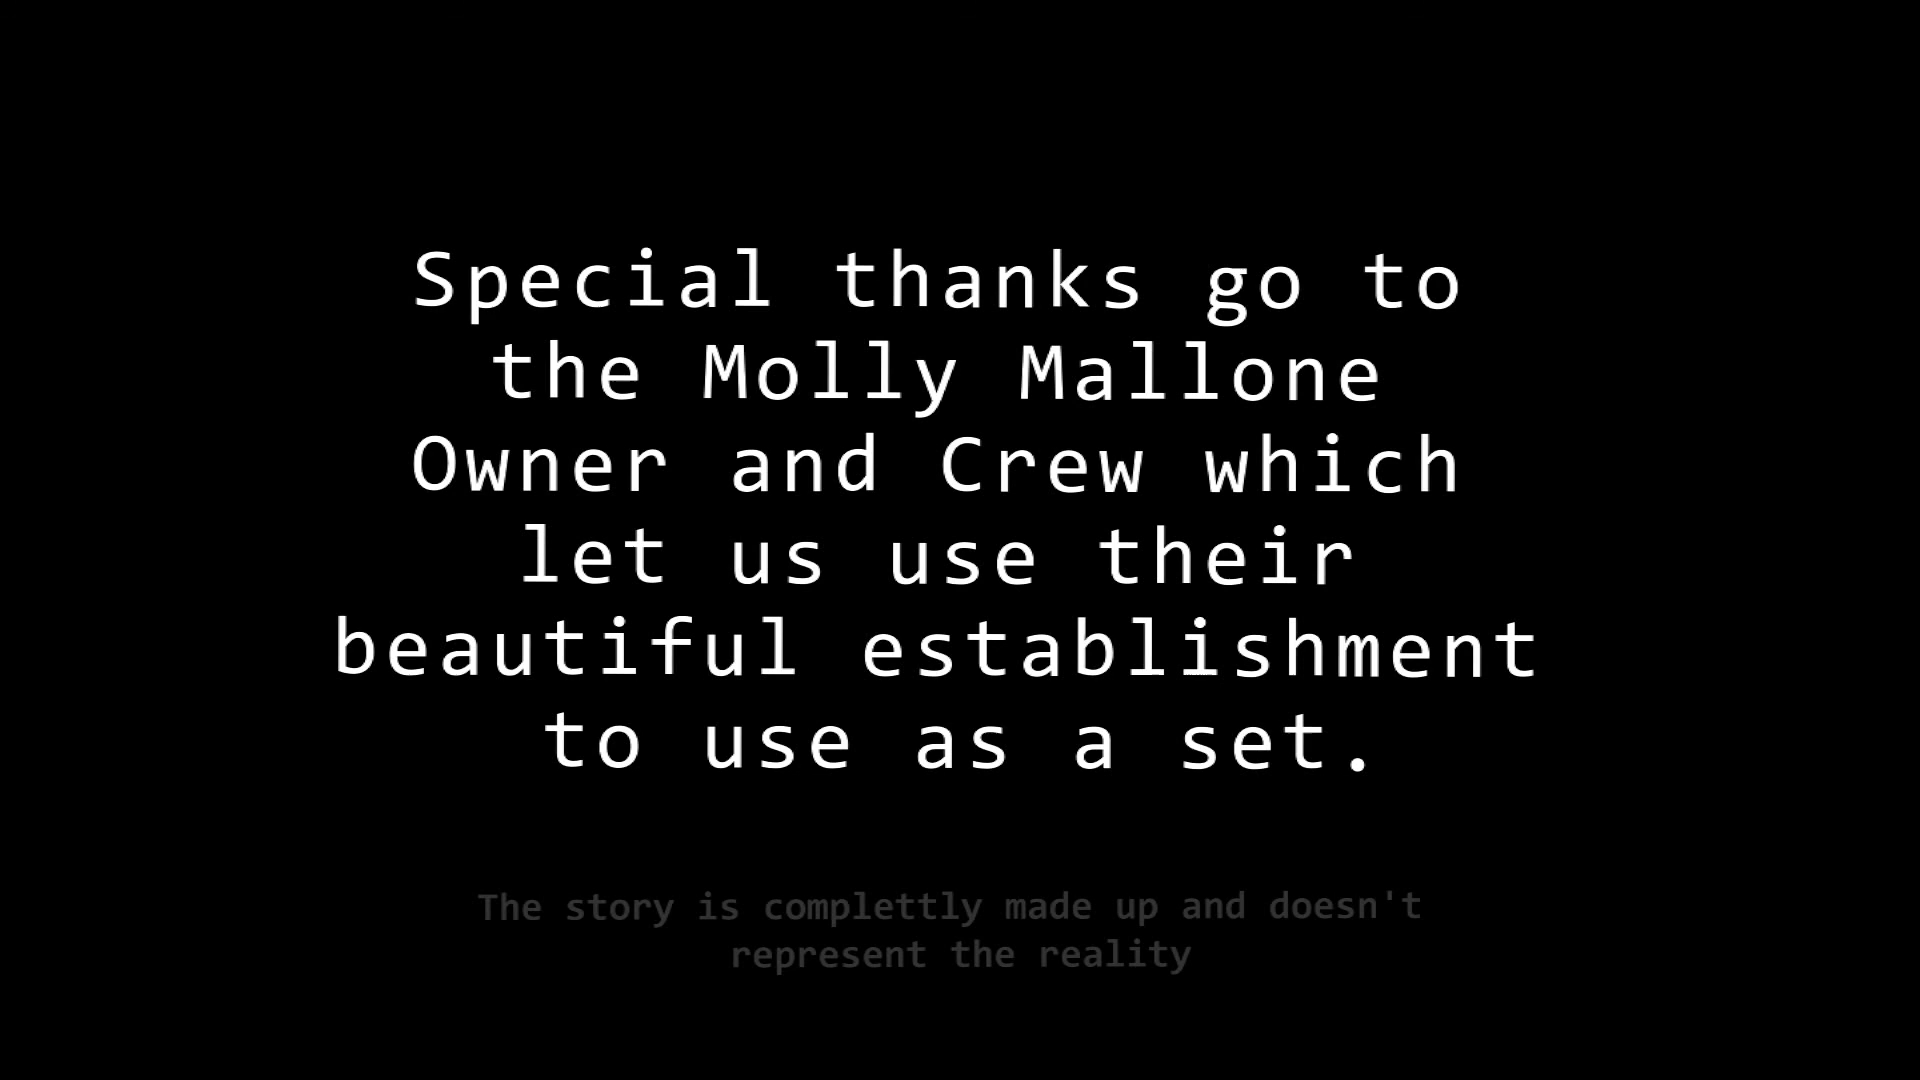 Special thanks go to
the Molly Mallone
Owner and Crew which
let us use their
beautiful establishment
to use as a set.
The story is complettly made up and doesn't
represent the reality